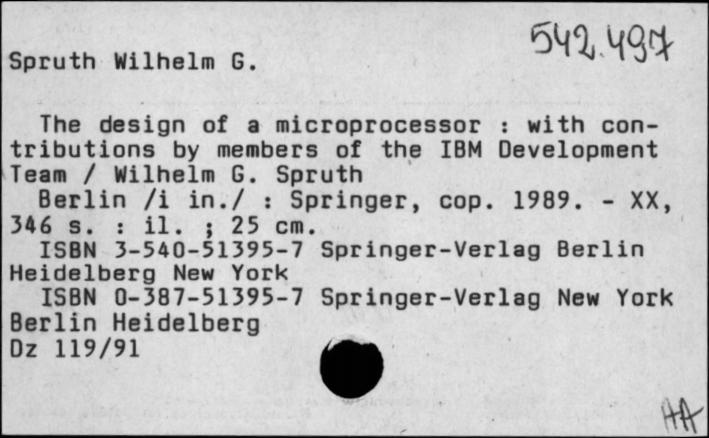 542.497
Spruth Wilhelm G.
The design of a microprocessor : with con-
tributions by members of the IBM Development
Team / Wilhelm G. Spruth
Berlin /i in./ : Springer, cop. 1989. - XX,
346 s. : il. ; 25 cm.
ISBN 3-540-51395-7 Springer-Verlag Berlin
Heidelberg New York
ISBN 0-387-51395-7 Springer-Verlag New York
Berlin Heidelberg
Dz 119/91